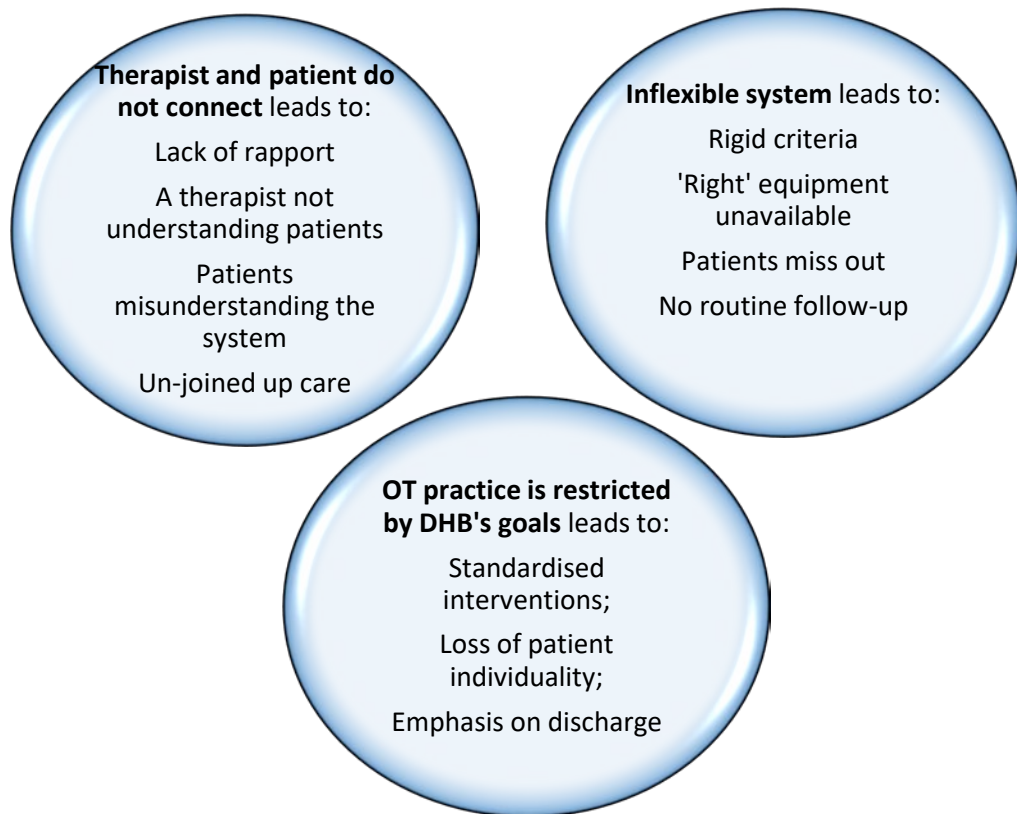 Therapist and patient do
not connect leads to:
Lack of rapport
A therapist not
understanding patients
Patients
misunderstanding the
system
Un-joined up care
Inflexible system leads to:
Rigid criteria
'Right' equipment
unavailable
Patients miss out
No routine follow-up
OT practice is restricted
by DHB's goals leads to:
Standardised
interventions;
Loss of patient
individuality;
Emphasis on discharge